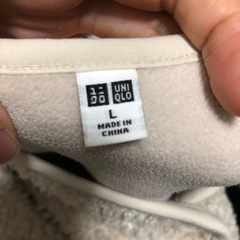 ユニ UNI
クロ QLO
L
MADE IN
CHINA